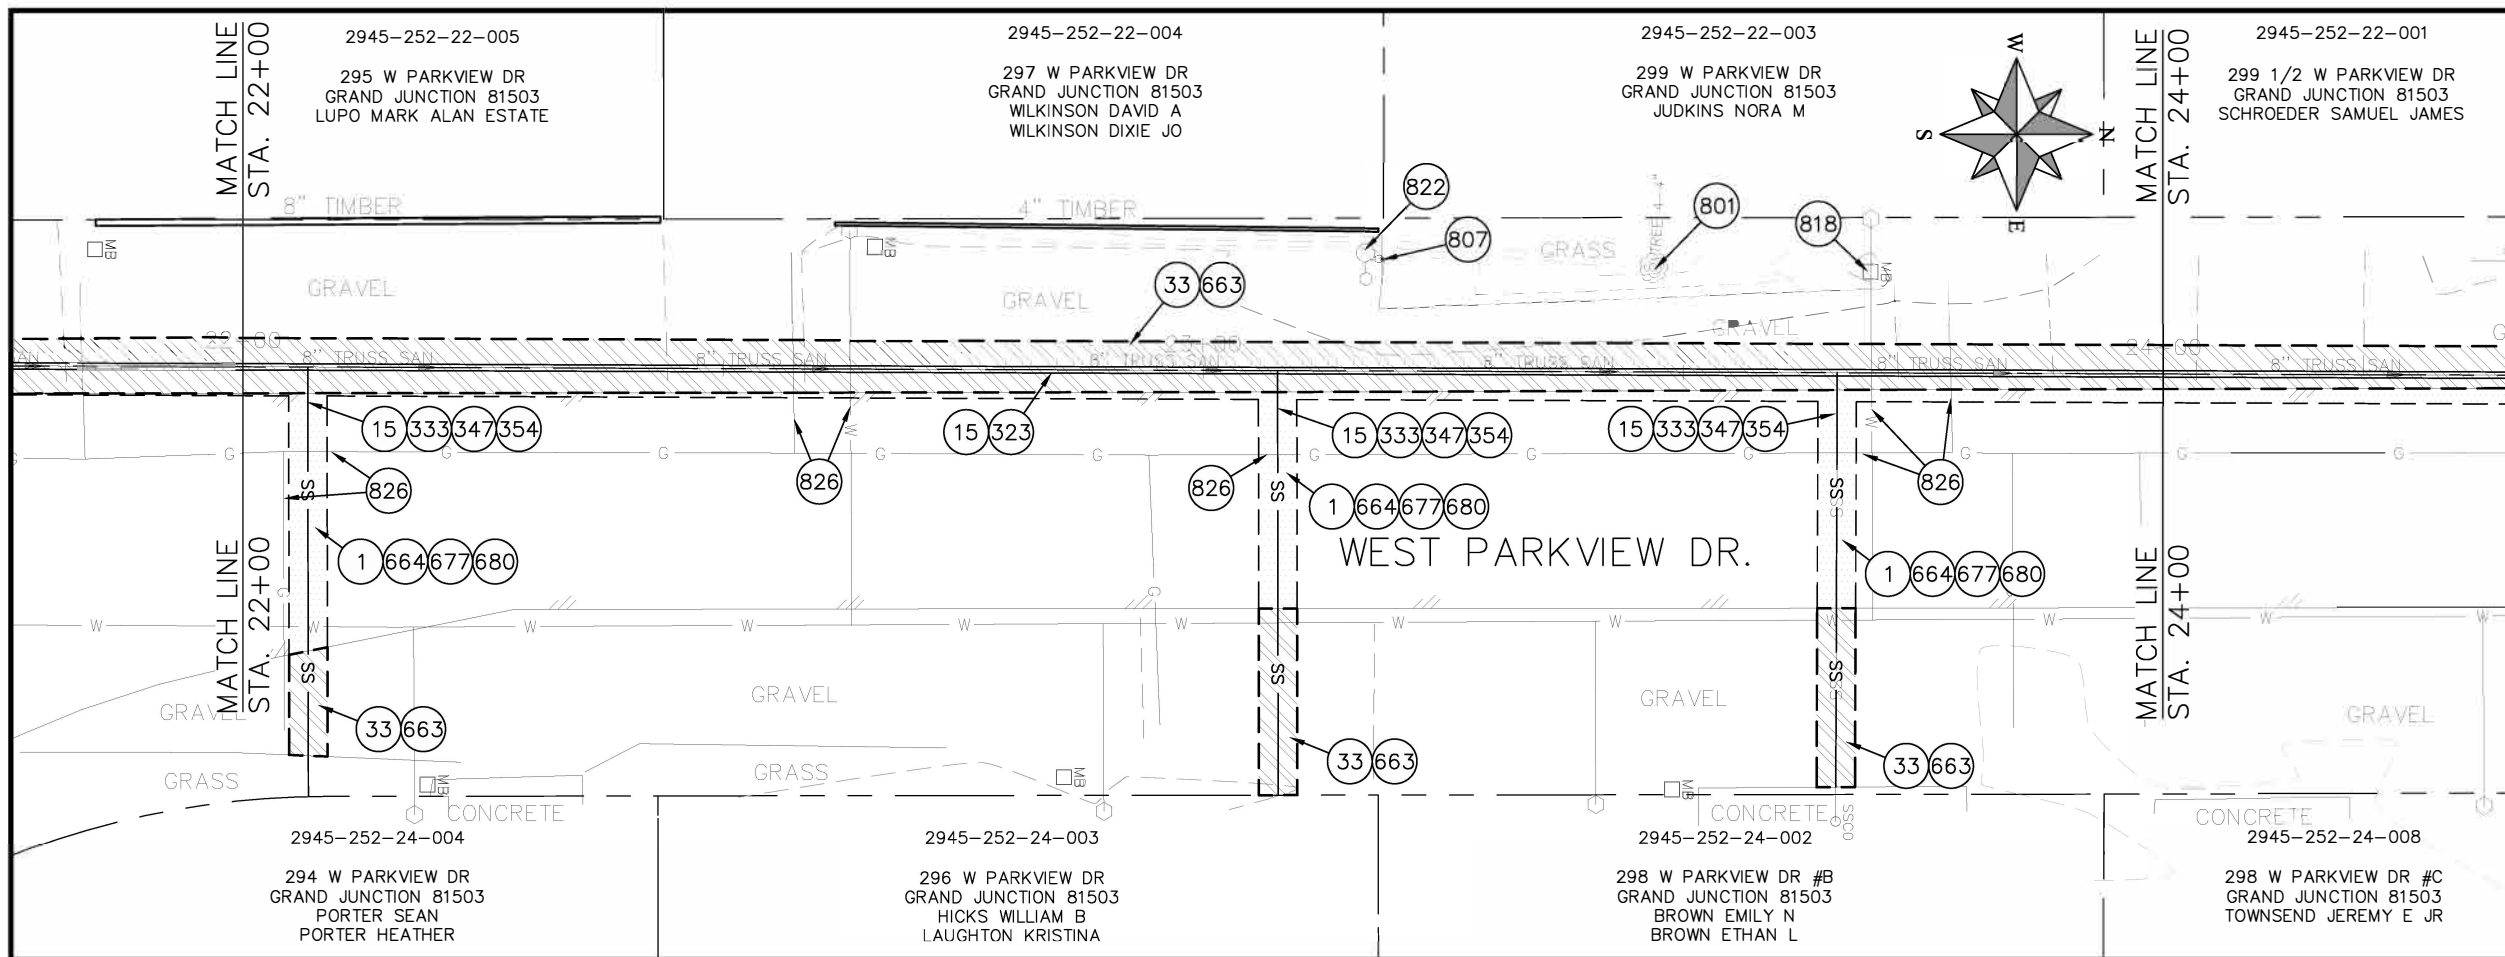 MATCH LINE
STA. 22+00
2945-252-22-005
295 W PARKVIEW DR
GRAND JUNCTION 81503
LUPO MARK ALAN ESTATE
2945-252-22-004
297 W PARKVIEW DR
GRAND JUNCTION 81503
WILKINSON DAVID A
WILKINSON DIXIE JO
2945-252-22-003
299 W PARKVIEW DR
GRAND JUNCTION 81503
JUDKINS NORA M
W
S
N
E
MATCH LINE
STA. 24+00
2945-252-22-001
299 1/2 W PARKVIEW DR
GRAND JUNCTION 81503
SCHROEDER SAMUEL JAMES
8" TIMBER
4" TIMBER
822
807
801
818
MB
MB
MB
GRASS
GRAVEL
GRAVEL
33 663
GRAVEL
22+00
24+00
8" TRUSS SAN
8" TRUSS SAN
8" TRUSS SAN
8" TRUSS SAN
8" TRUSS SAN
8" TRUSS SAN
15 333 347 354
15 323
15 333 347 354
15 333 347 354
G G G G G G G G G G G
W
W
826
826
826
826
SS
SS
SS
1 664 677 680
1 664 677 680
1 664 677 680
WEST PARKVIEW DR.
MATCH LINE
STA. 22+00
MATCH LINE
STA. 24+00
G
G
W W W W W W W W W W W W
SS
SS
SS
GRAVEL
GRAVEL
GRAVEL
GRAVEL
33 663
33 663
33 663
GRASS
GRASS
MB
MB
MB
CONCRETE
CONCRETE
SSCO
CONCRETE
2945-252-24-004
294 W PARKVIEW DR
GRAND JUNCTION 81503
PORTER SEAN
PORTER HEATHER
2945-252-24-003
296 W PARKVIEW DR
GRAND JUNCTION 81503
HICKS WILLIAM B
LAUGHTON KRISTINA
2945-252-24-002
298 W PARKVIEW DR #B
GRAND JUNCTION 81503
BROWN EMILY N
BROWN ETHAN L
2945-252-24-008
298 W PARKVIEW DR #C
GRAND JUNCTION 81503
TOWNSEND JEREMY E JR